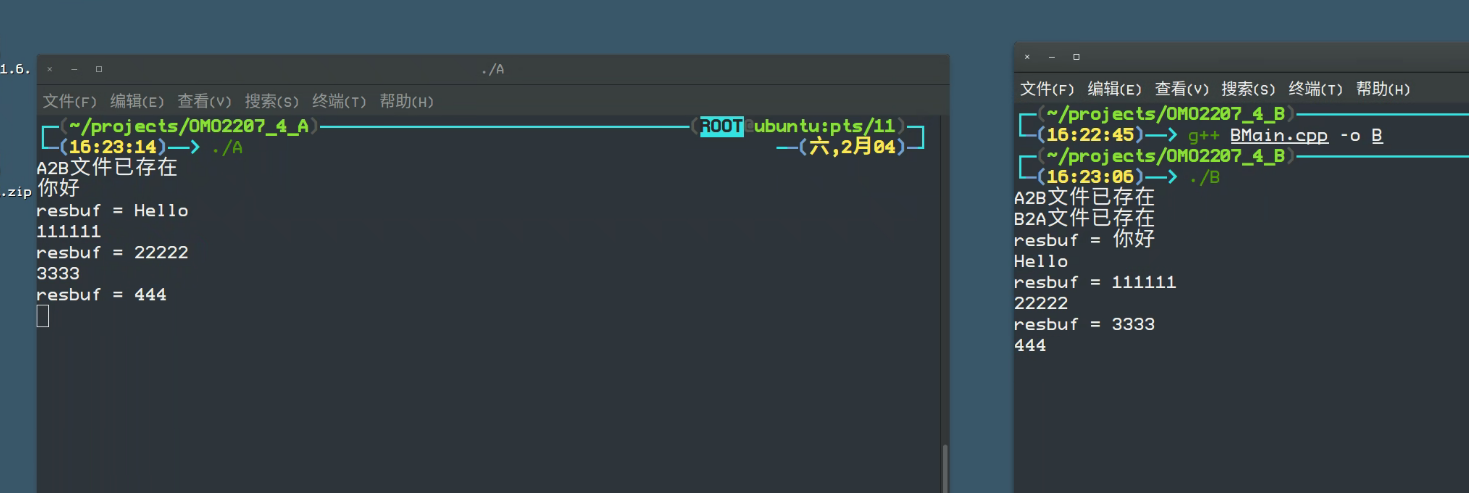 1.6.
.zip
./A
文件(F) 编辑(E) 查看(V) 搜索(S) 终端(T) 帮助(H)
(~/projects/OMO2207_4_A) (ROOT@ubuntu:pts/11)
(16:23:14)—> ./A (六,2月04)
A2B文件已存在
你好
resbuf = Hello
111111
resbuf = 22222
3333
resbuf = 444
文件(F) 编辑(E) 查看(V) 搜索(S) 终端(T) 帮助(H)
(~/projects/OMO2207_4_B)
(16:22:45)—> g++ BMain.cpp -o B
(~/projects/OMO2207_4_B)
(16:23:06)—> ./B
A2B文件已存在
B2A文件已存在
resbuf = 你好
Hello
resbuf = 111111
22222
resbuf = 3333
444